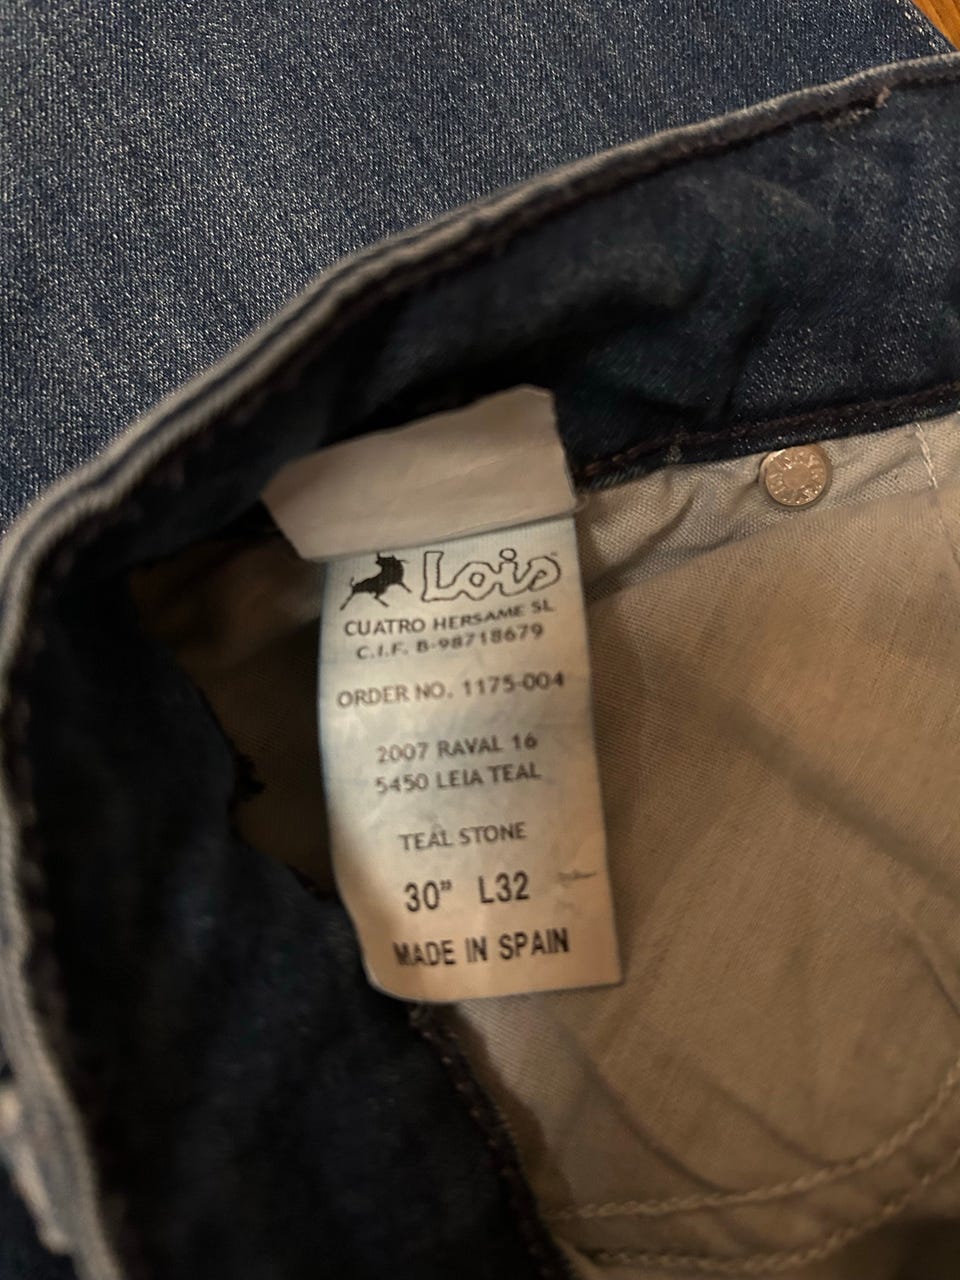 Lois
CUATRO HERSAME SL
C.I.F. B-98718679
ORDER NO. 1175-004
2007 RAVAL 16
5450 LEIA TEAL
TEAL STONE
30” L32
MADE IN SPAIN